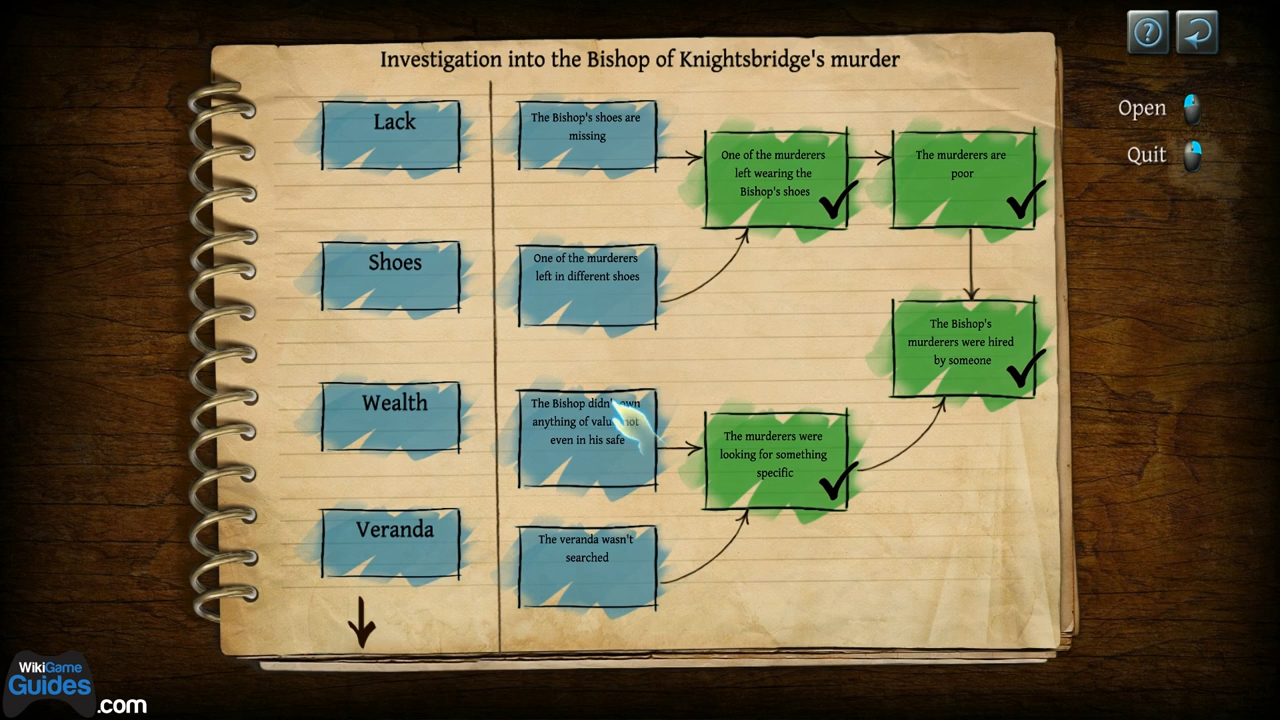 Investigation into the Bishop of Knightsbridge's murder
Open
Quit
Lack
Shoes
Wealth
Veranda
The Bishop's shoes are
missing
One of the murderers
left in different shoes
The Bishop didn't own
anything of value not
even in his safe
The veranda wasn't
searched
One of the murderers
left wearing the
Bishop's shoes
The murderers were
looking for something
specific
The murderers are
poor
The Bishop's
murderers were hired
by someone
?
WikiGame
Guides
.com